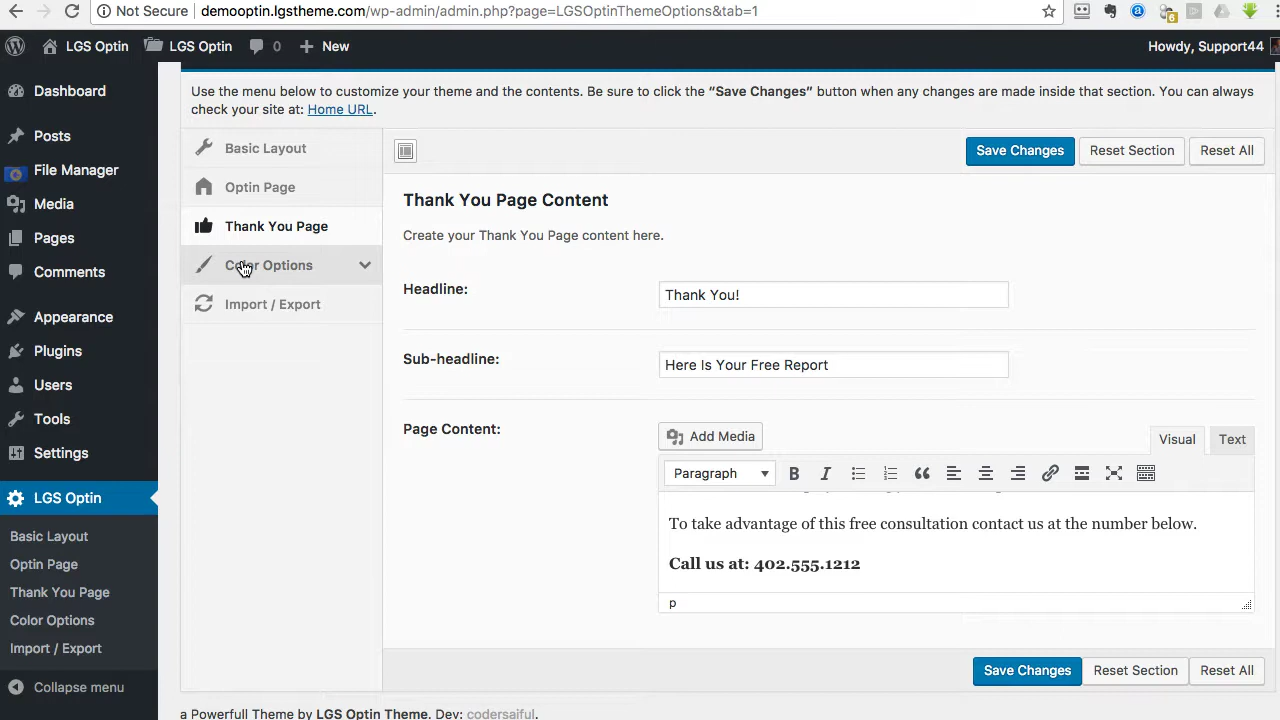 Not Secure demooptin.lgstheme.com/wp-admin/admin.php?page=LGSOptinThemeOptions&tab=1
6
LGS Optin LGS Optin 0 New Howdy, Support44
Dashboard
Posts
File Manager
Media
Pages
Comments
Appearance
Plugins
Users
Tools
Settings
LGS Optin
Basic Layout
Optin Page
Thank You Page
Color Options
Import / Export
Collapse menu
Use the menu below to customize your theme and the contents. Be sure to click the “Save Changes” button when any changes are made inside that section. You can always
check your site at: Home URL.
Basic Layout
Optin Page
Thank You Page
Color Options
Import / Export
Save Changes Reset Section Reset All
Thank You Page Content
Create your Thank You Page content here.
Headline: Thank You!
Sub-headline: Here Is Your Free Report
Page Content: Add Media
Visual Text
Paragraph B I
To take advantage of this free consultation contact us at the number below.
Call us at: 402.555.1212
p
Save Changes Reset Section Reset All
a Powerfull Theme by LGS Optin Theme. Dev: codersaiful.